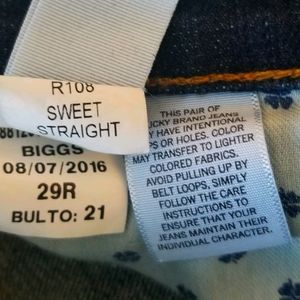 R108
SWEET
STRAIGHT
BIGGS
08/07/2016
29R
BULTO: 21
THIS PAIR OF
BRAND JEANS
HAVE INTENTIONAL
OR HOLES. COLOR
MAY TRANSFER TO LIGHTER
COLORED FABRICS.
AVOID PULLING UP BY
BELT LOOPS, SIMPLY
FOLLOW THE CARE
INSTRUCTIONS TO
ENSURE THAT YOUR
JEANS MAINTAIN THEIR
INDIVIDUAL CHARACTER.